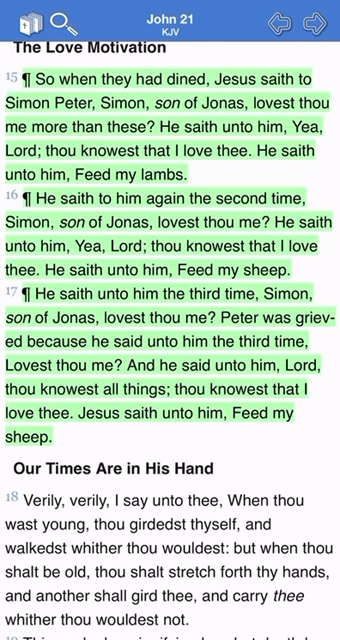 John 21
KJV
The Love Motivation
15 ¶ So when they had dined, Jesus saith to
Simon Peter, Simon, son of Jonas, lovest thou
me more than these? He saith unto him, Yea,
Lord; thou knowest that I love thee. He saith
unto him, Feed my lambs.
16 ¶ He saith to him again the second time,
Simon, son of Jonas, lovest thou me? He saith
unto him, Yea, Lord; thou knowest that I love
thee. He saith unto him, Feed my sheep.
17 ¶ He saith unto him the third time, Simon,
son of Jonas, lovest thou me? Peter was griev-
ed because he said unto him the third time,
Lovest thou me? And he said unto him, Lord,
thou knowest all things; thou knowest that I
love thee. Jesus saith unto him, Feed my
sheep.
Our Times Are in His Hand
18 Verily, verily, I say unto thee, When thou
wast young, thou girdedst thyself, and
walkedst whither thou wouldest: but when thou
shalt be old, thou shalt stretch forth thy hands,
and another shall gird thee, and carry thee
whither thou wouldest not.